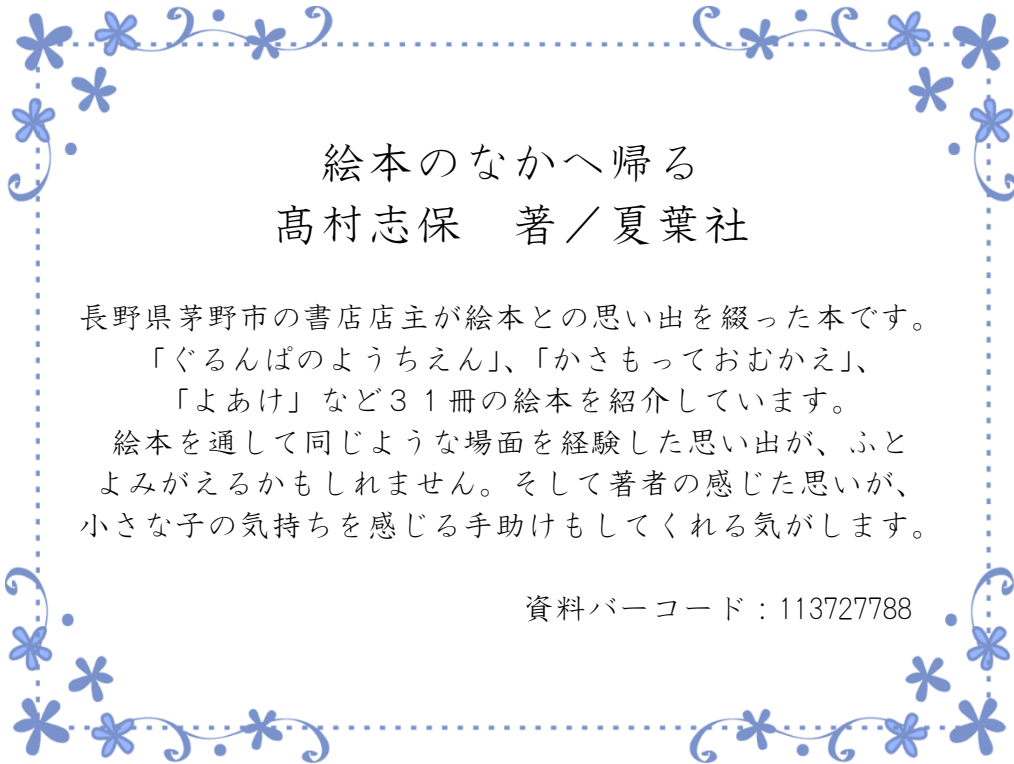 絵本のなかへ帰る
髙村志保　著／夏葉社
長野県茅野市の書店店主が絵本との思い出を綴った本です。
「ぐるんぱのようちえん」、「かさもっておむかえ」、
「よあけ」など３１冊の絵本を紹介しています。
絵本を通して同じような場面を経験した思い出が、ふと
よみがえるかもしれません。そして著者の感じた思いが、
小さな子の気持ちを感じる手助けもしてくれる気がします。
資料バーコード：113727788